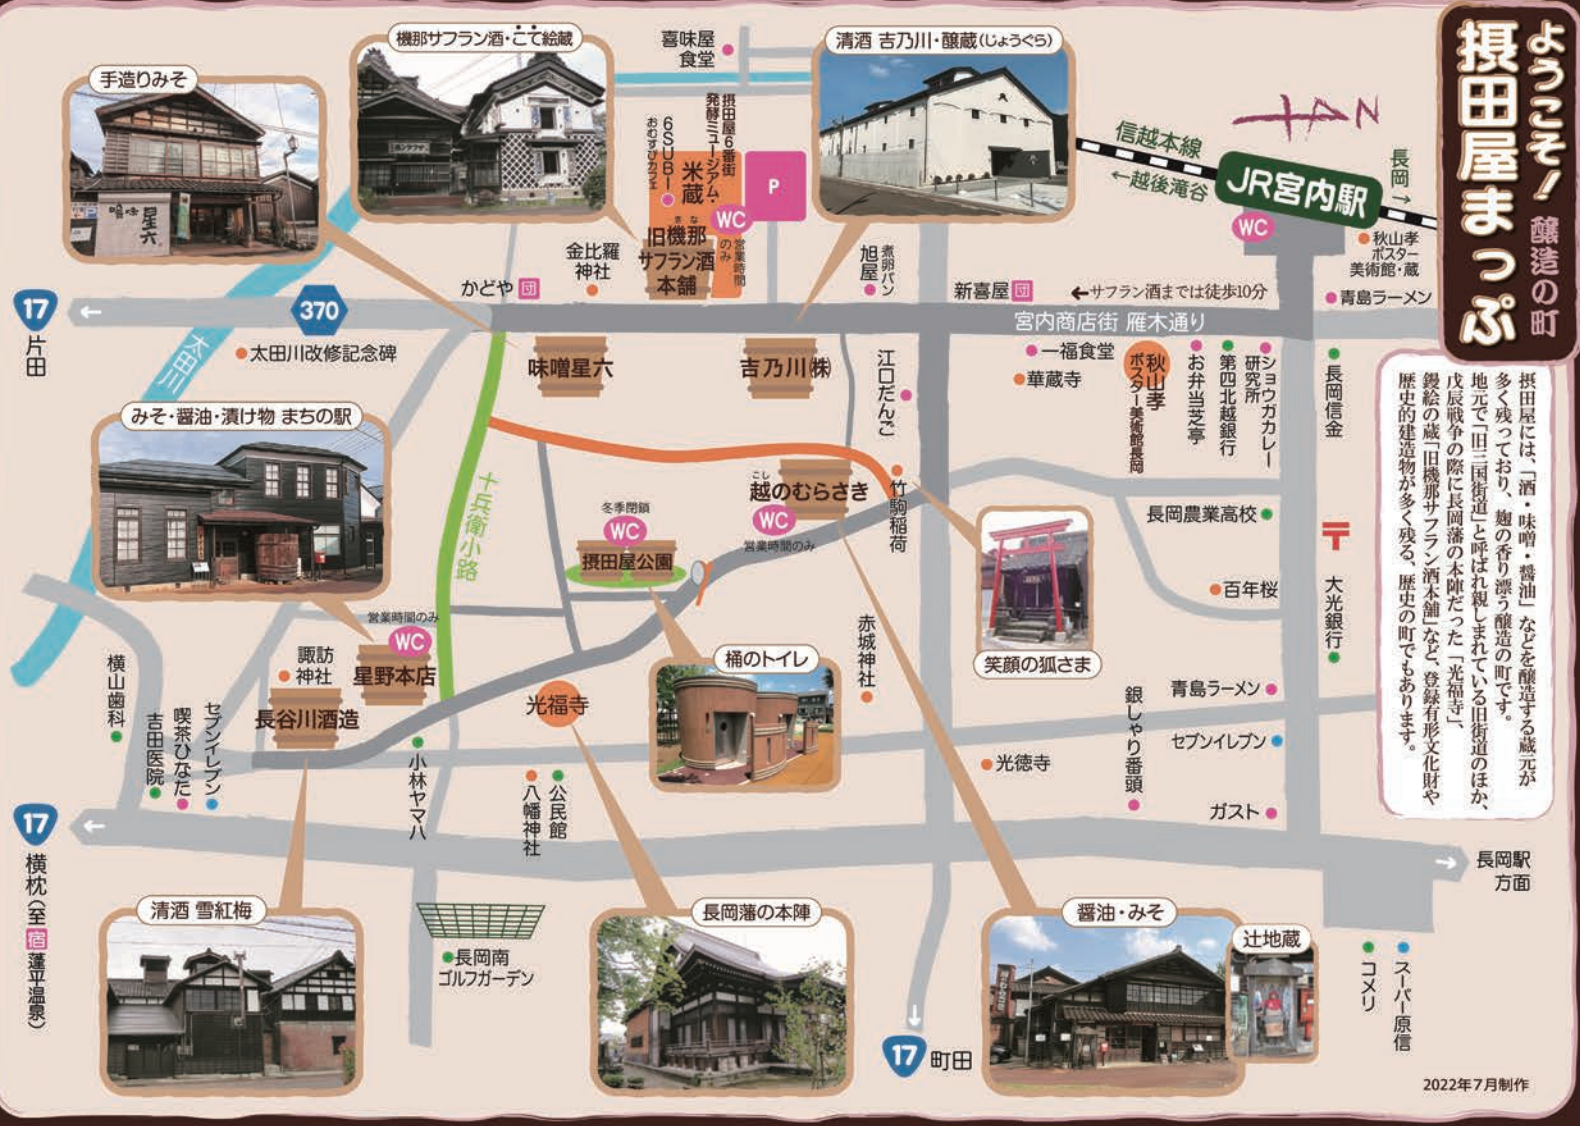 ようこそ!
醸造の町
摂田屋まっぷ
摂田屋には、「酒・味噌・醤油」などを醸造する蔵元が
多く残っており、麹の香り漂う醸造の町です。
地元で「旧三国街道」と呼ばれ親しまれている旧街道のほか、
戊辰戦争の際に長岡藩の本陣だった「光福寺」、
鏝絵の蔵「旧機那サフラン酒本舗」など、登録有形文化財や
歴史的建造物が多く残る、歴史の町でもあります。
手造りみそ
機那サフラン酒・こて絵蔵
喜味屋
食堂
清酒 吉乃川・醸蔵(じょうぐら)
信越本線
←越後滝谷
JR宮内駅
長岡→
WC
秋山孝
ポスター
美術館・蔵
青島ラーメン
摂田屋6番街
発酵ミュージアム・
米蔵
6SUBI
おむすびカフェ
P
WC
営業時間
のみ
きな
旧機那
サフラン酒
本舗
金比羅
神社
かどや 団
煮卵パン
旭屋
新喜屋 団
←サフラン酒までは徒歩10分
宮内商店街 雁木通り
17
片田
370
太田川
太田川改修記念碑
味噌星六
吉乃川㈱
江口だんご
一福食堂
華蔵寺
秋山孝
ポスター美術館長岡
お弁当芝亭
第四北越銀行
ショウガカレー
研究所
長岡信金
みそ・醤油・漬け物 まちの駅
十兵衛小路
冬季閉鎖
WC
摂田屋公園
こし
越のむらさき
WC
営業時間のみ
竹駒稲荷
長岡農業高校
〒
百年桜
大光銀行
笑顔の狐さま
営業時間のみ
WC
星野本店
諏訪
神社
長谷川酒造
横山歯科
吉田医院
喫茶ひなた
セブンイレブン
光福寺
桶のトイレ
赤城神社
小林ヤマハ
八幡神社
公民館
光徳寺
銀しゃり番頭
青島ラーメン
セブンイレブン
ガスト
17
横枕(至 宿 蓬平温泉)
長岡駅
方面
清酒 雪紅梅
長岡南
ゴルフガーデン
長岡藩の本陣
醤油・みそ
辻地蔵
17
町田
コメリ
スーパー原信
2022年7月制作